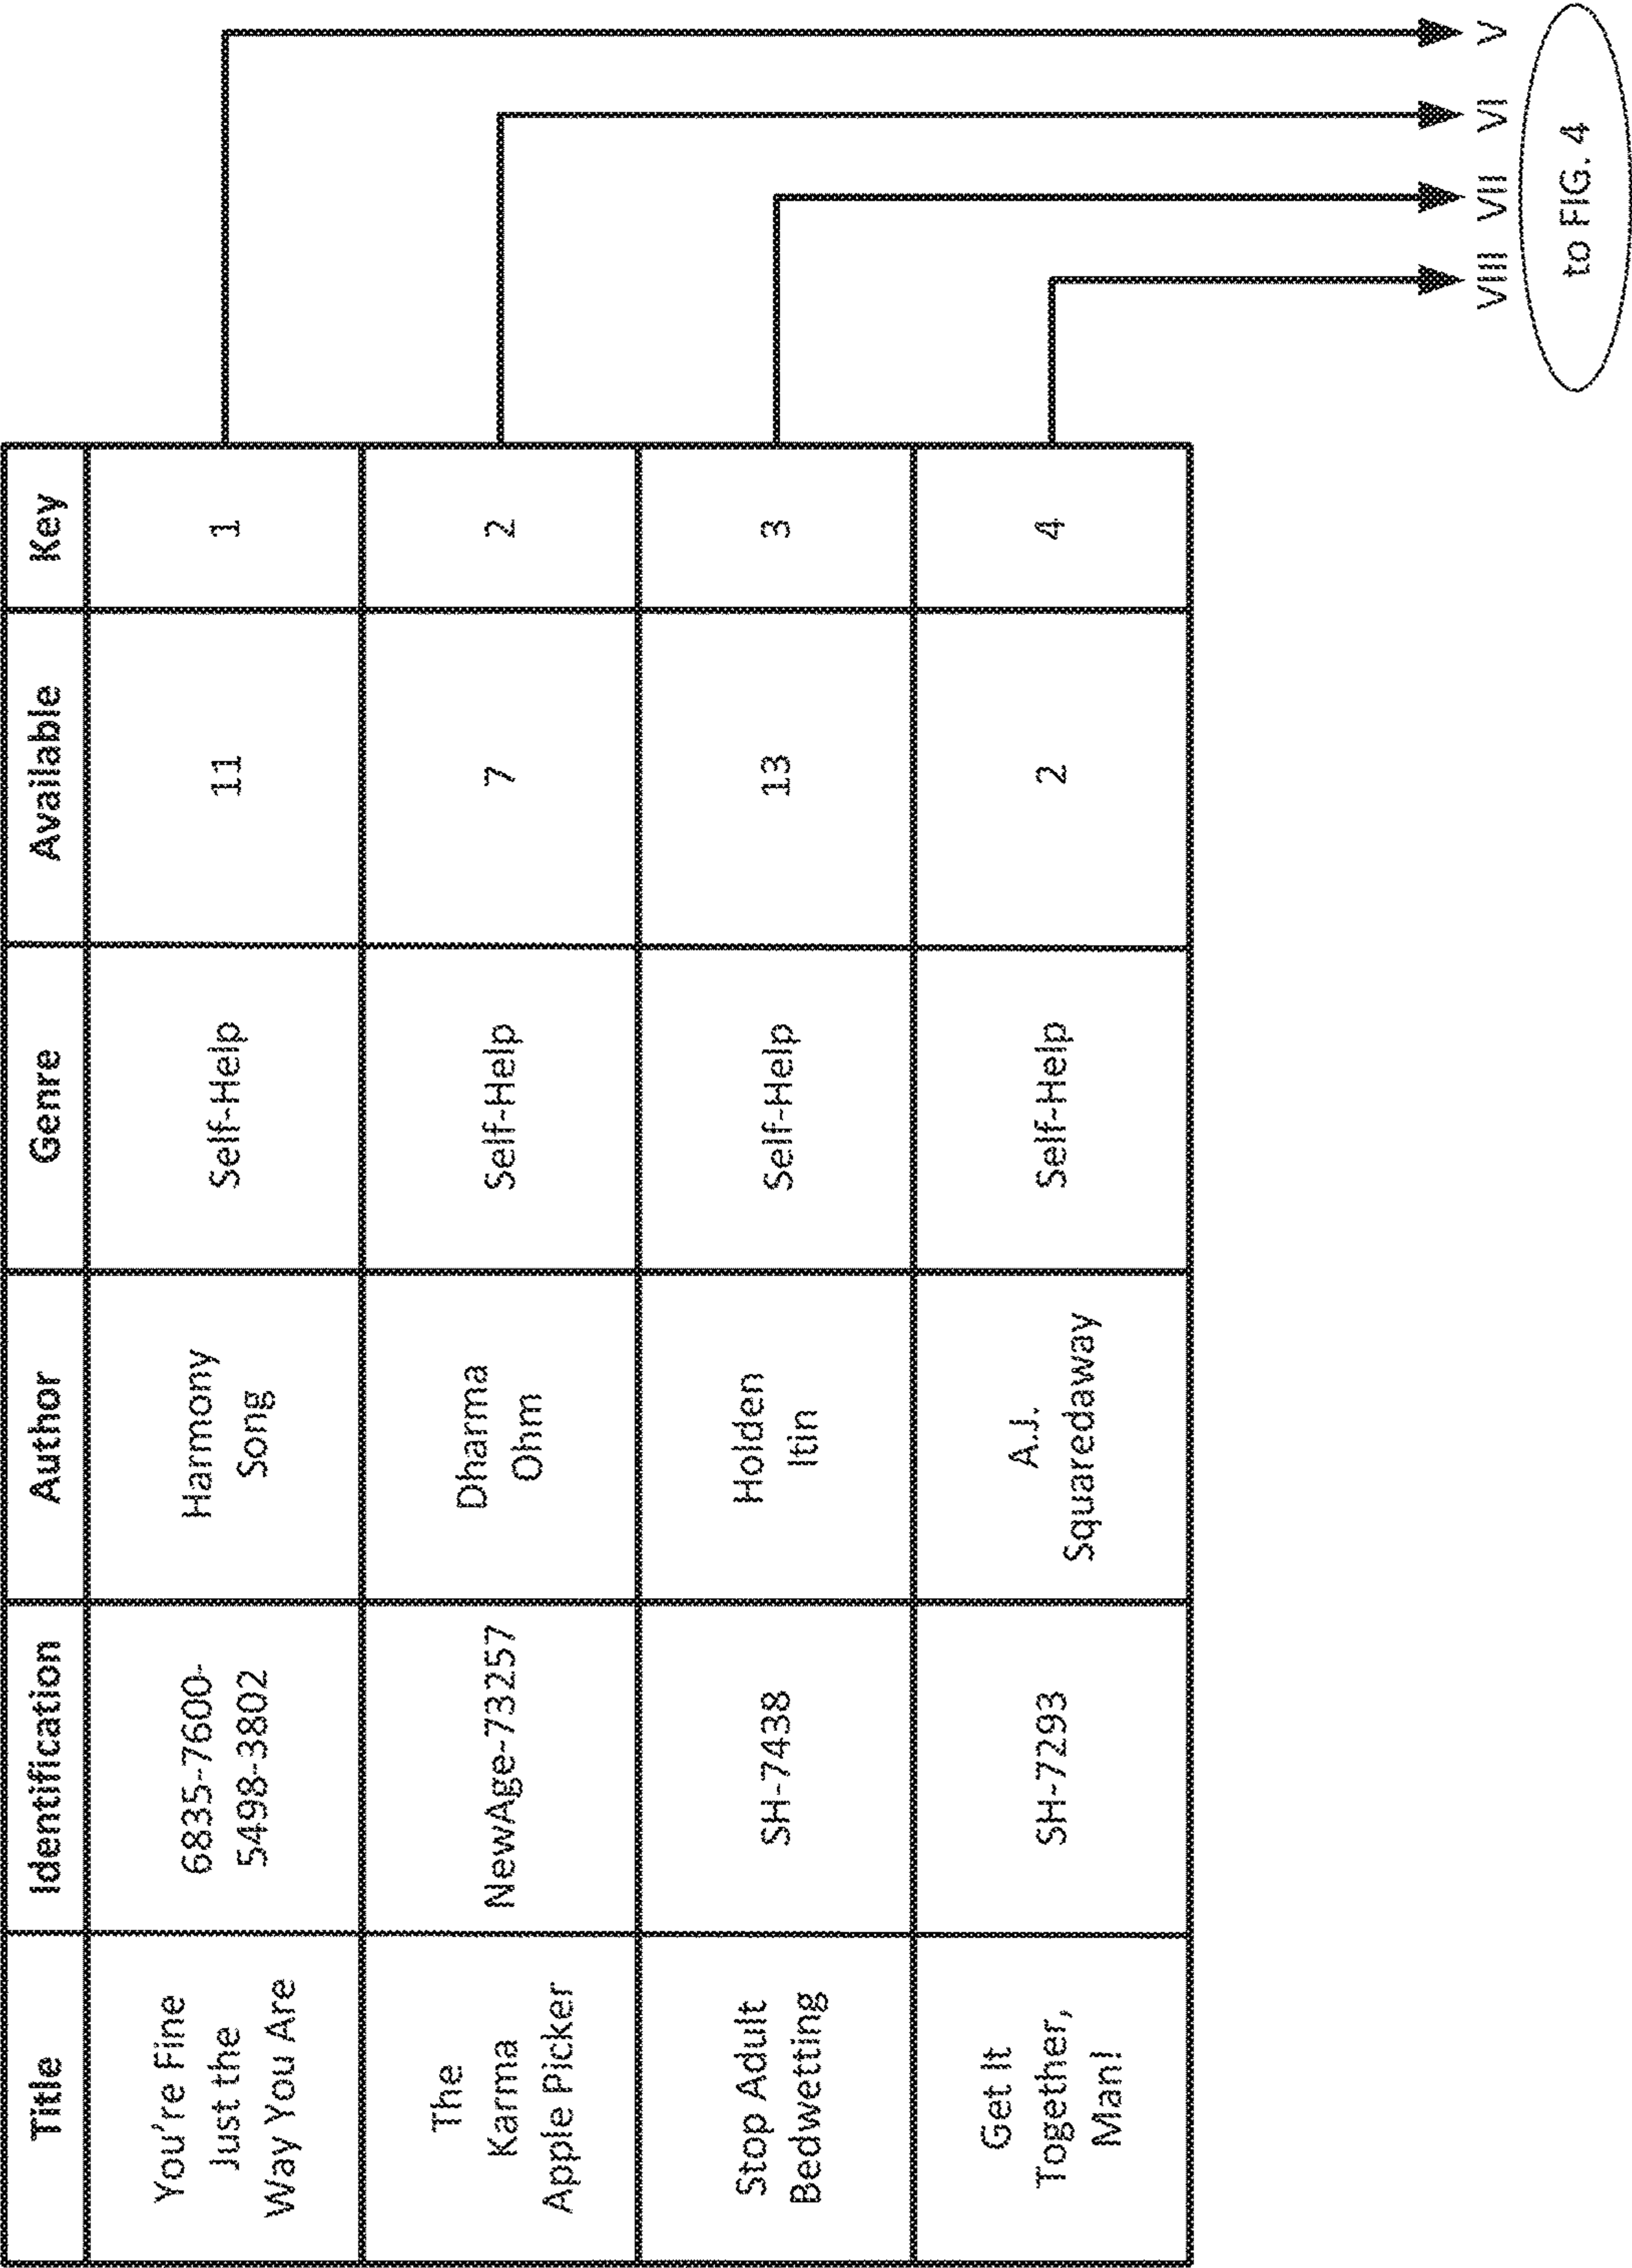 Title
Identification
Author
Genre
Available
Key
You're Fine
Just the
Way You Are
6835-7600-
5498-3802
Harmony
Song
Self-Help
11
1
The
Karma
Apple Picker
NewAge-73257
Dharma
Ohm
Self-Help
7
2
Stop Adult
Bedwetting
SH-7438
Holden
Itin
Self-Help
13
3
Get It
Together,
Man!
SH-7293
A.J.
Squaredaway
Self-Help
2
4
VIII
VII
VI
V
to FIG. 4